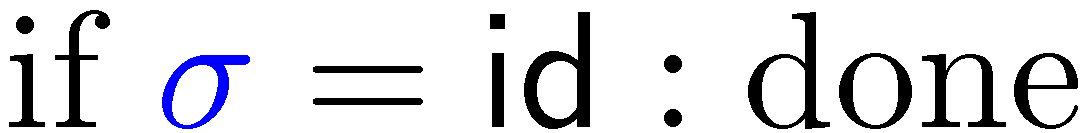 if σ = id : done